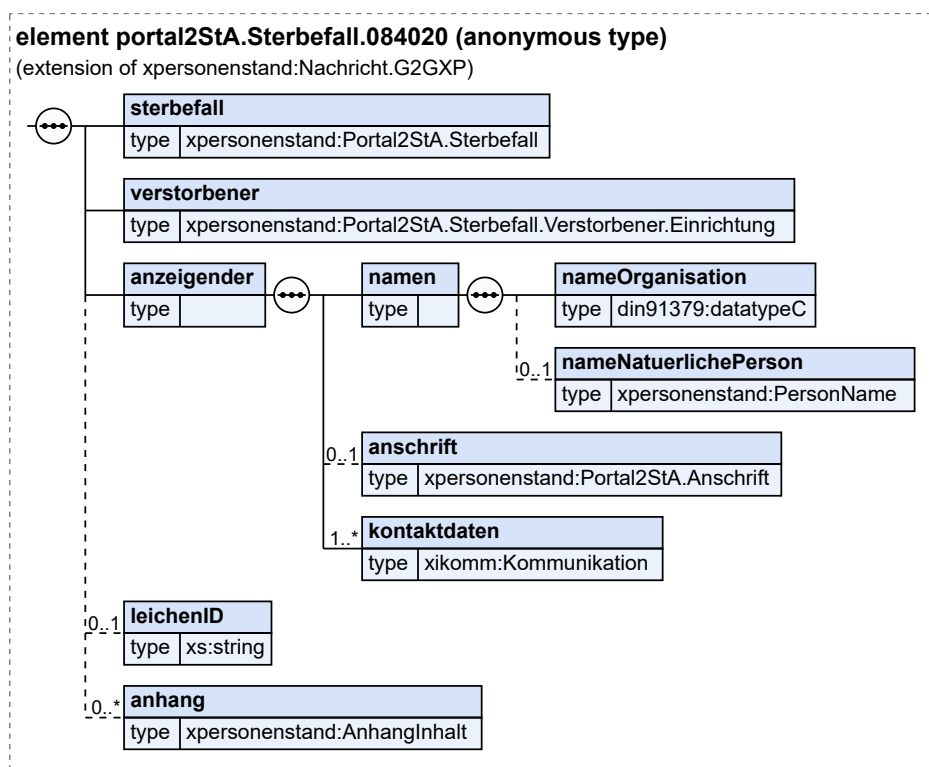 element portal2StA.Sterbefall.084020 (anonymous type)
(extension of xpersonenstand:Nachricht.G2GXP)
sterbefall
type xpersonenstand:Portal2StA.Sterbefall
verstorbener
type xpersonenstand:Portal2StA.Sterbefall.Verstorbener.Einrichtung
anzeigender
type
namen
type
nameOrganisation
type din91379:datatypeC
0..1
nameNatuerlichePerson
type xpersonenstand:PersonName
0..1
anschrift
type xpersonenstand:Portal2StA.Anschrift
1..*
kontaktdaten
type xikomm:Kommunikation
0..1
leichenID
type xs:string
0..*
anhang
type xpersonenstand:AnhangInhalt